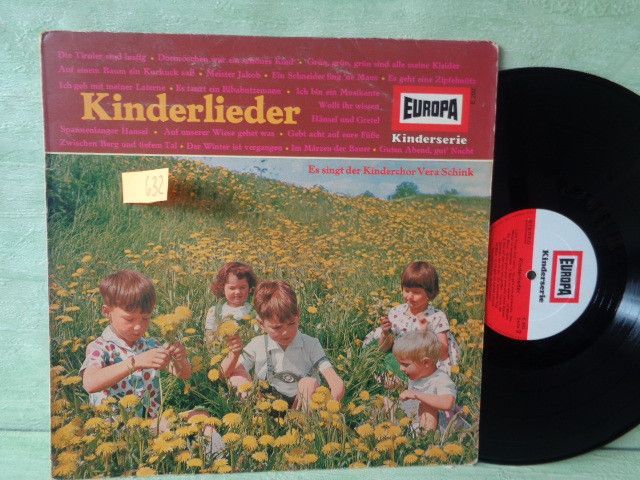 Die Tiroler sind lustig • Dornröschen war ein schönes Kind • Grün, grün, grün sind alle meine Kleider
Auf einem Baum ein Kuckuck saß • Meister Jakob • Ein Schneider fing 'ne Maus • Es geht eine Zipfelmütz
Ich geh mit meiner Laterne • Es tanzt ein Bibabutzemann • Ich bin ein Musikante
Wollt ihr wissen
Kinderlieder
Hänsel und Gretel
EUROPA
Kinderserie
Spannenlanger Hansel • Auf unserer Wiese gehet was • Gebt acht auf eure Füße
Zwischen Berg und tiefem Tal • Der Winter ist vergangen • Im Märzen der Bauer • Guten Abend, gut' Nacht
Es singt der Kinderchor Vera Schink
632
EUROPA
Kinderserie
STEREO